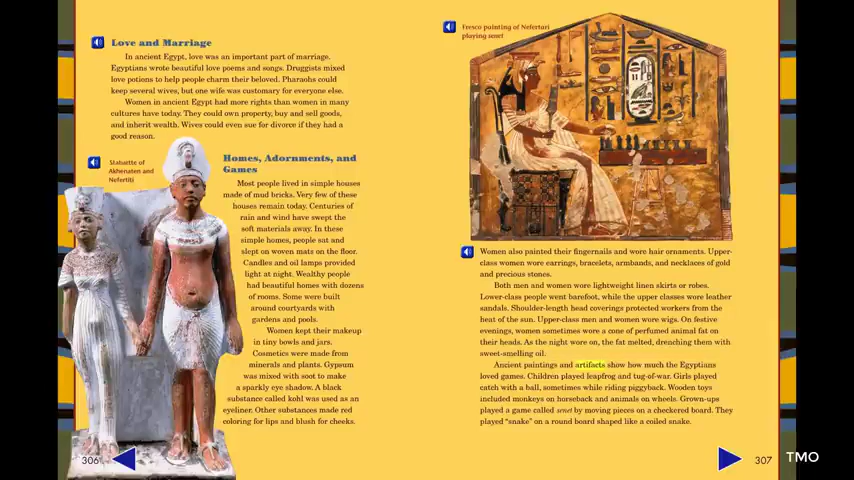 Love and Marriage
In ancient Egypt, love was an important part of marriage.
Egyptians wrote beautiful love poems and songs. Druggists mixed
love potions to help people charm their beloved. Pharaohs could
keep several wives, but one wife was customary for everyone else.
Women in ancient Egypt had more rights than women in many
cultures have today. They could own property, buy and sell goods,
and inherit wealth. Wives could even sue for divorce if they had a
good reason.
Statuette of
Akhenaten and
Nefertiti
Homes, Adornments, and
Games
Most people lived in simple houses
made of mud bricks. Very few of these
houses remain today. Centuries of
rain and wind have swept the
soft materials away. In these
simple homes, people sat and
slept on woven mats on the floor.
Candles and oil lamps provided
light at night. Wealthy people
had beautiful homes with dozens
of rooms. Some were built
around courtyards with
gardens and pools.
Women kept their makeup
in tiny bowls and jars.
Cosmetics were made from
minerals and plants. Gypsum
was mixed with soot to make
a sparkly eye shadow. A black
substance called kohl was used as an
eyeliner. Other substances made red
coloring for lips and blush for cheeks.
306
Fresco painting of Nefertari
playing senet
Women also painted their fingernails and wore hair ornaments. Upper-
class women wore earrings, bracelets, armbands, and necklaces of gold
and precious stones.
Both men and women wore lightweight linen skirts or robes.
Lower-class people went barefoot, while the upper classes wore leather
sandals. Shoulder-length head coverings protected workers from the
heat of the sun. Upper-class men and women wore wigs. On festive
evenings, women sometimes wore a cone of perfumed animal fat on
their heads. As the night wore on, the fat melted, drenching them with
sweet-smelling oil.
Ancient paintings and artifacts show how much the Egyptians
loved games. Children played leapfrog and tug-of-war. Girls played
catch with a ball, sometimes while riding piggyback. Wooden toys
included monkeys on horseback and animals on wheels. Grown-ups
played a game called senet by moving pieces on a checkered board. They
played “snake” on a round board shaped like a coiled snake.
307
TMO